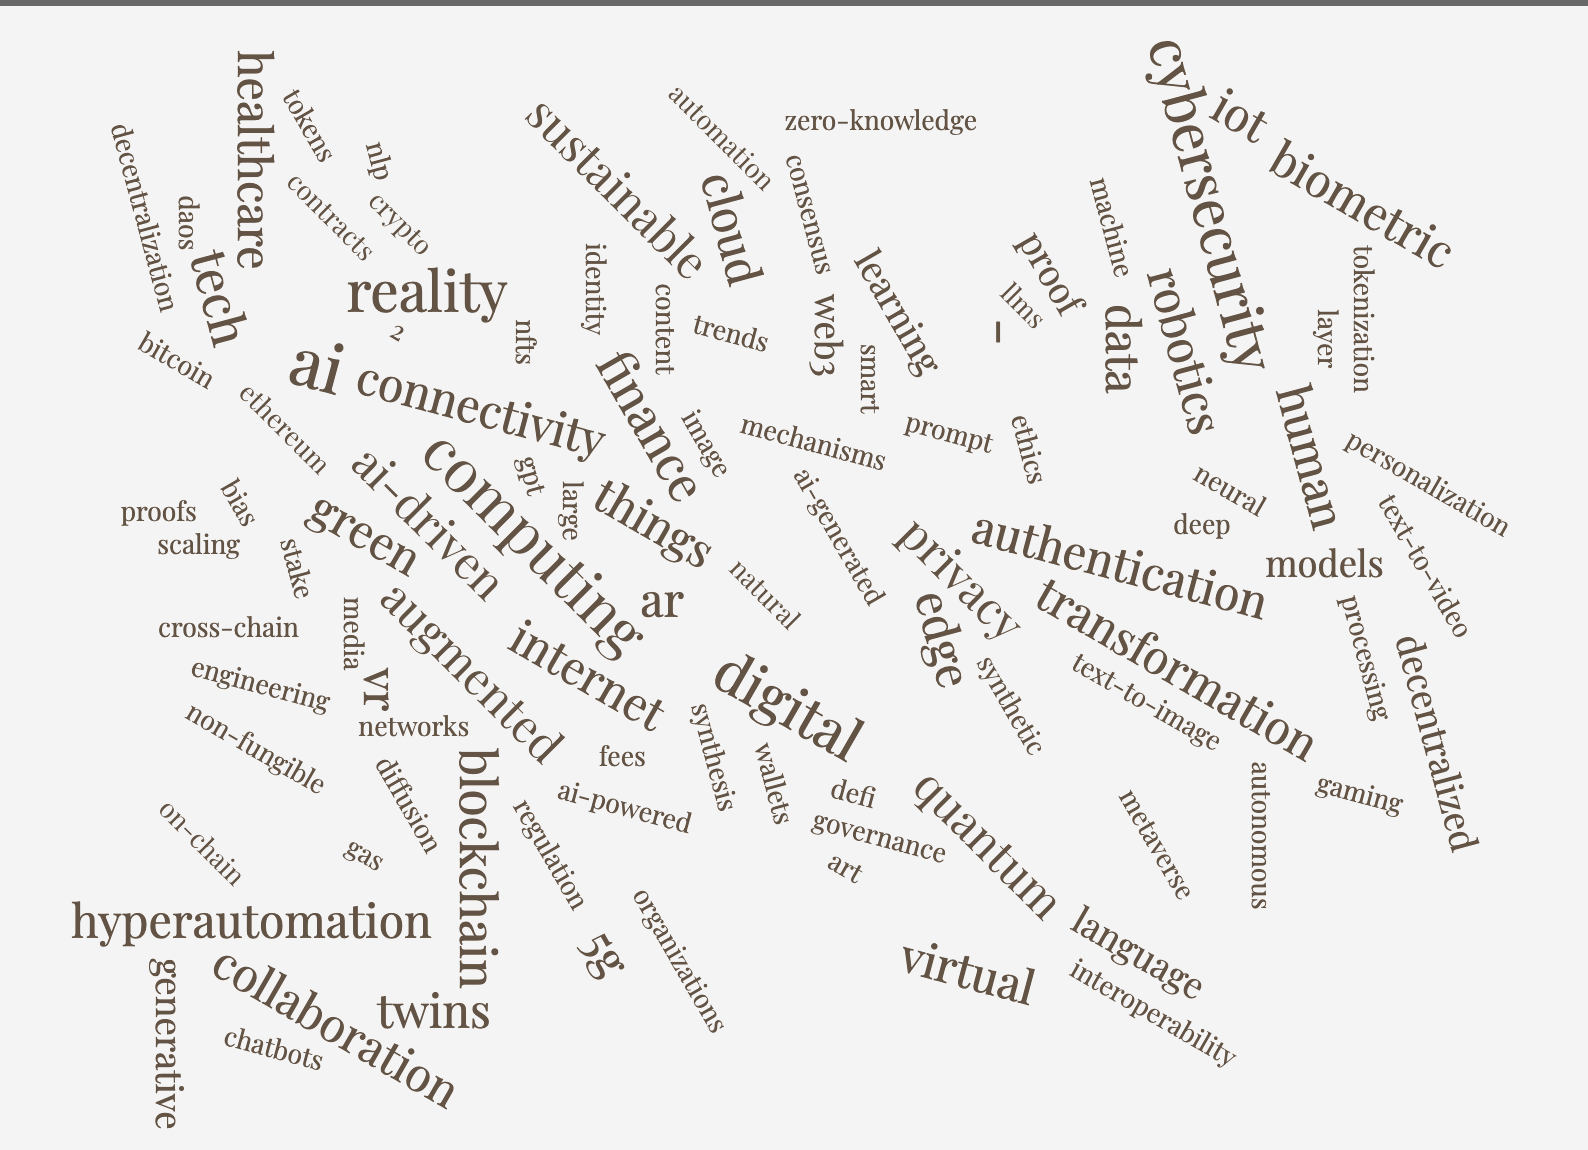 healthcare
tokens
nlp
decentralization
daos
contracts
crypto
tech
reality
2
nfts
bitcoin
ai
connectivity
ethereum
sustainable
automation
zero-knowledge
cloud
consensus
identity
content
trends
web3
learning
smart
finance
image
mechanisms
prompt
ethics
cybersecurity
iot
biometric
machine
proof
llms
-
data
robotics
tokenization
layer
human
personalization
neural
deep
text-to-video
models
authentication
privacy
transformation
edge
synthetic
text-to-image
processing
decentralized
computing
gpt
large
things
ai-driven
green
bias
proofs
scaling
stake
ai-generated
natural
ar
cross-chain
media
augmented
internet
engineering
vr
networks
non-fungible
digital
synthesis
wallets
fees
ai-powered
defi
governance
art
quantum
metaverse
autonomous
gaming
diffusion
blockchain
regulation
on-chain
gas
hyperautomation
5g
organizations
language
virtual
interoperability
generative
collaboration
twins
chatbots